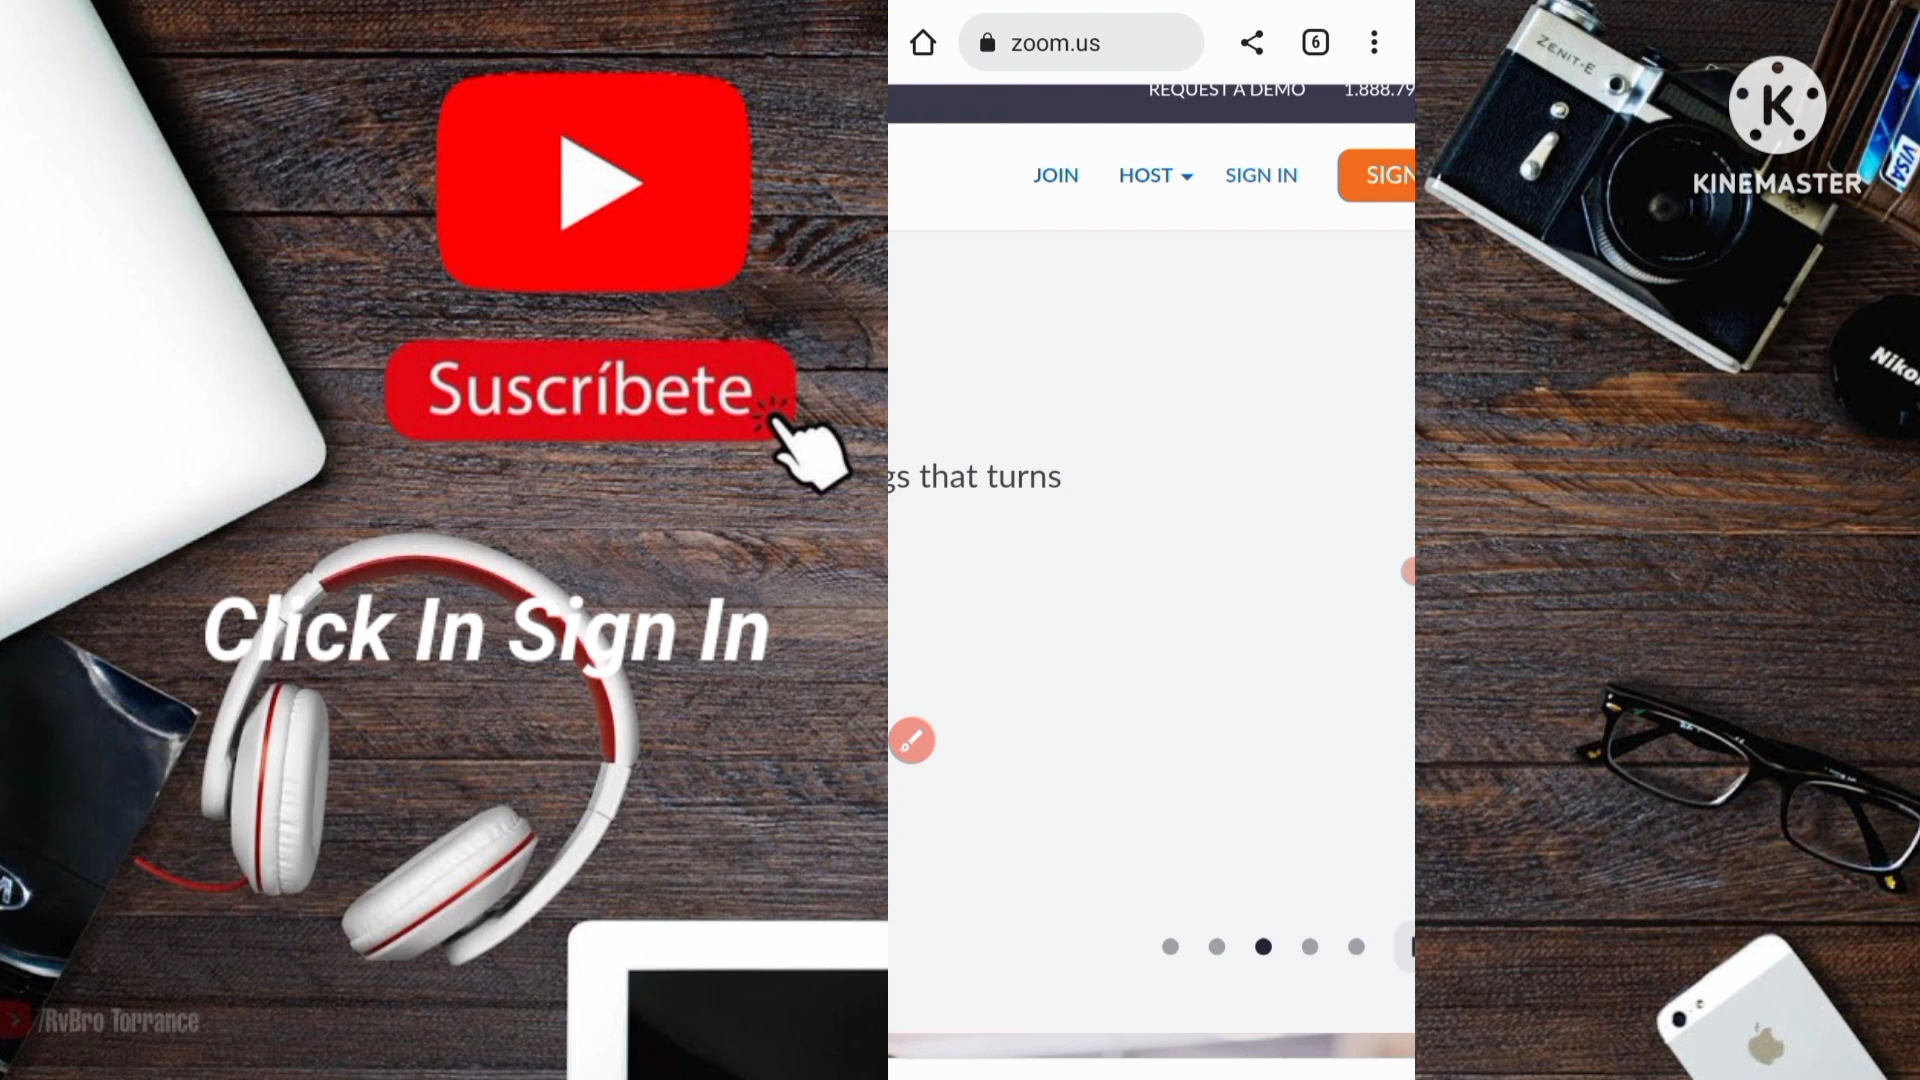 zoom.us
6
REQUEST A DEMO
1.888.79
JOIN
HOST
SIGN IN
SIGN
gs that turns
Suscríbete
Click In Sign In
/RvBro Torrance
ZENIT-E
K
KINEMASTER
VISA
Nikon